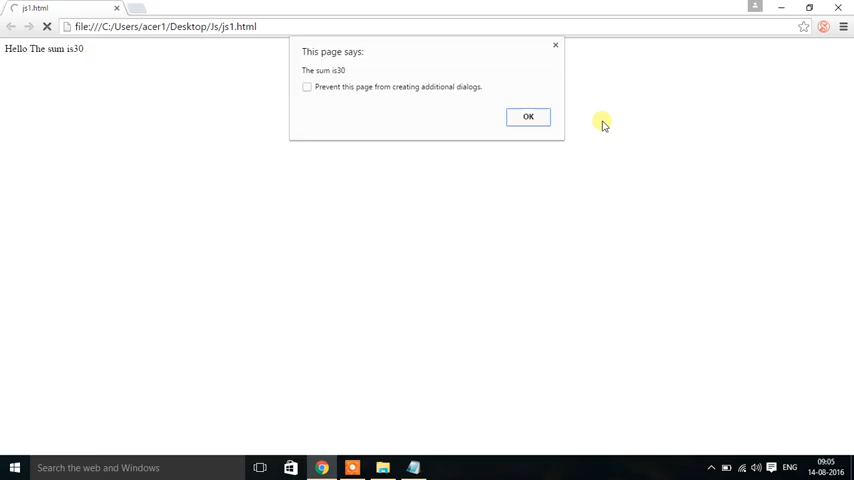 js1.html
file:///C:/Users/acer1/Desktop/Js/js1.html
Hello The sum is30
This page says:
The sum is30
Prevent this page from creating additional dialogs.
OK
Search the web and Windows
ENG
09:05
14-08-2016